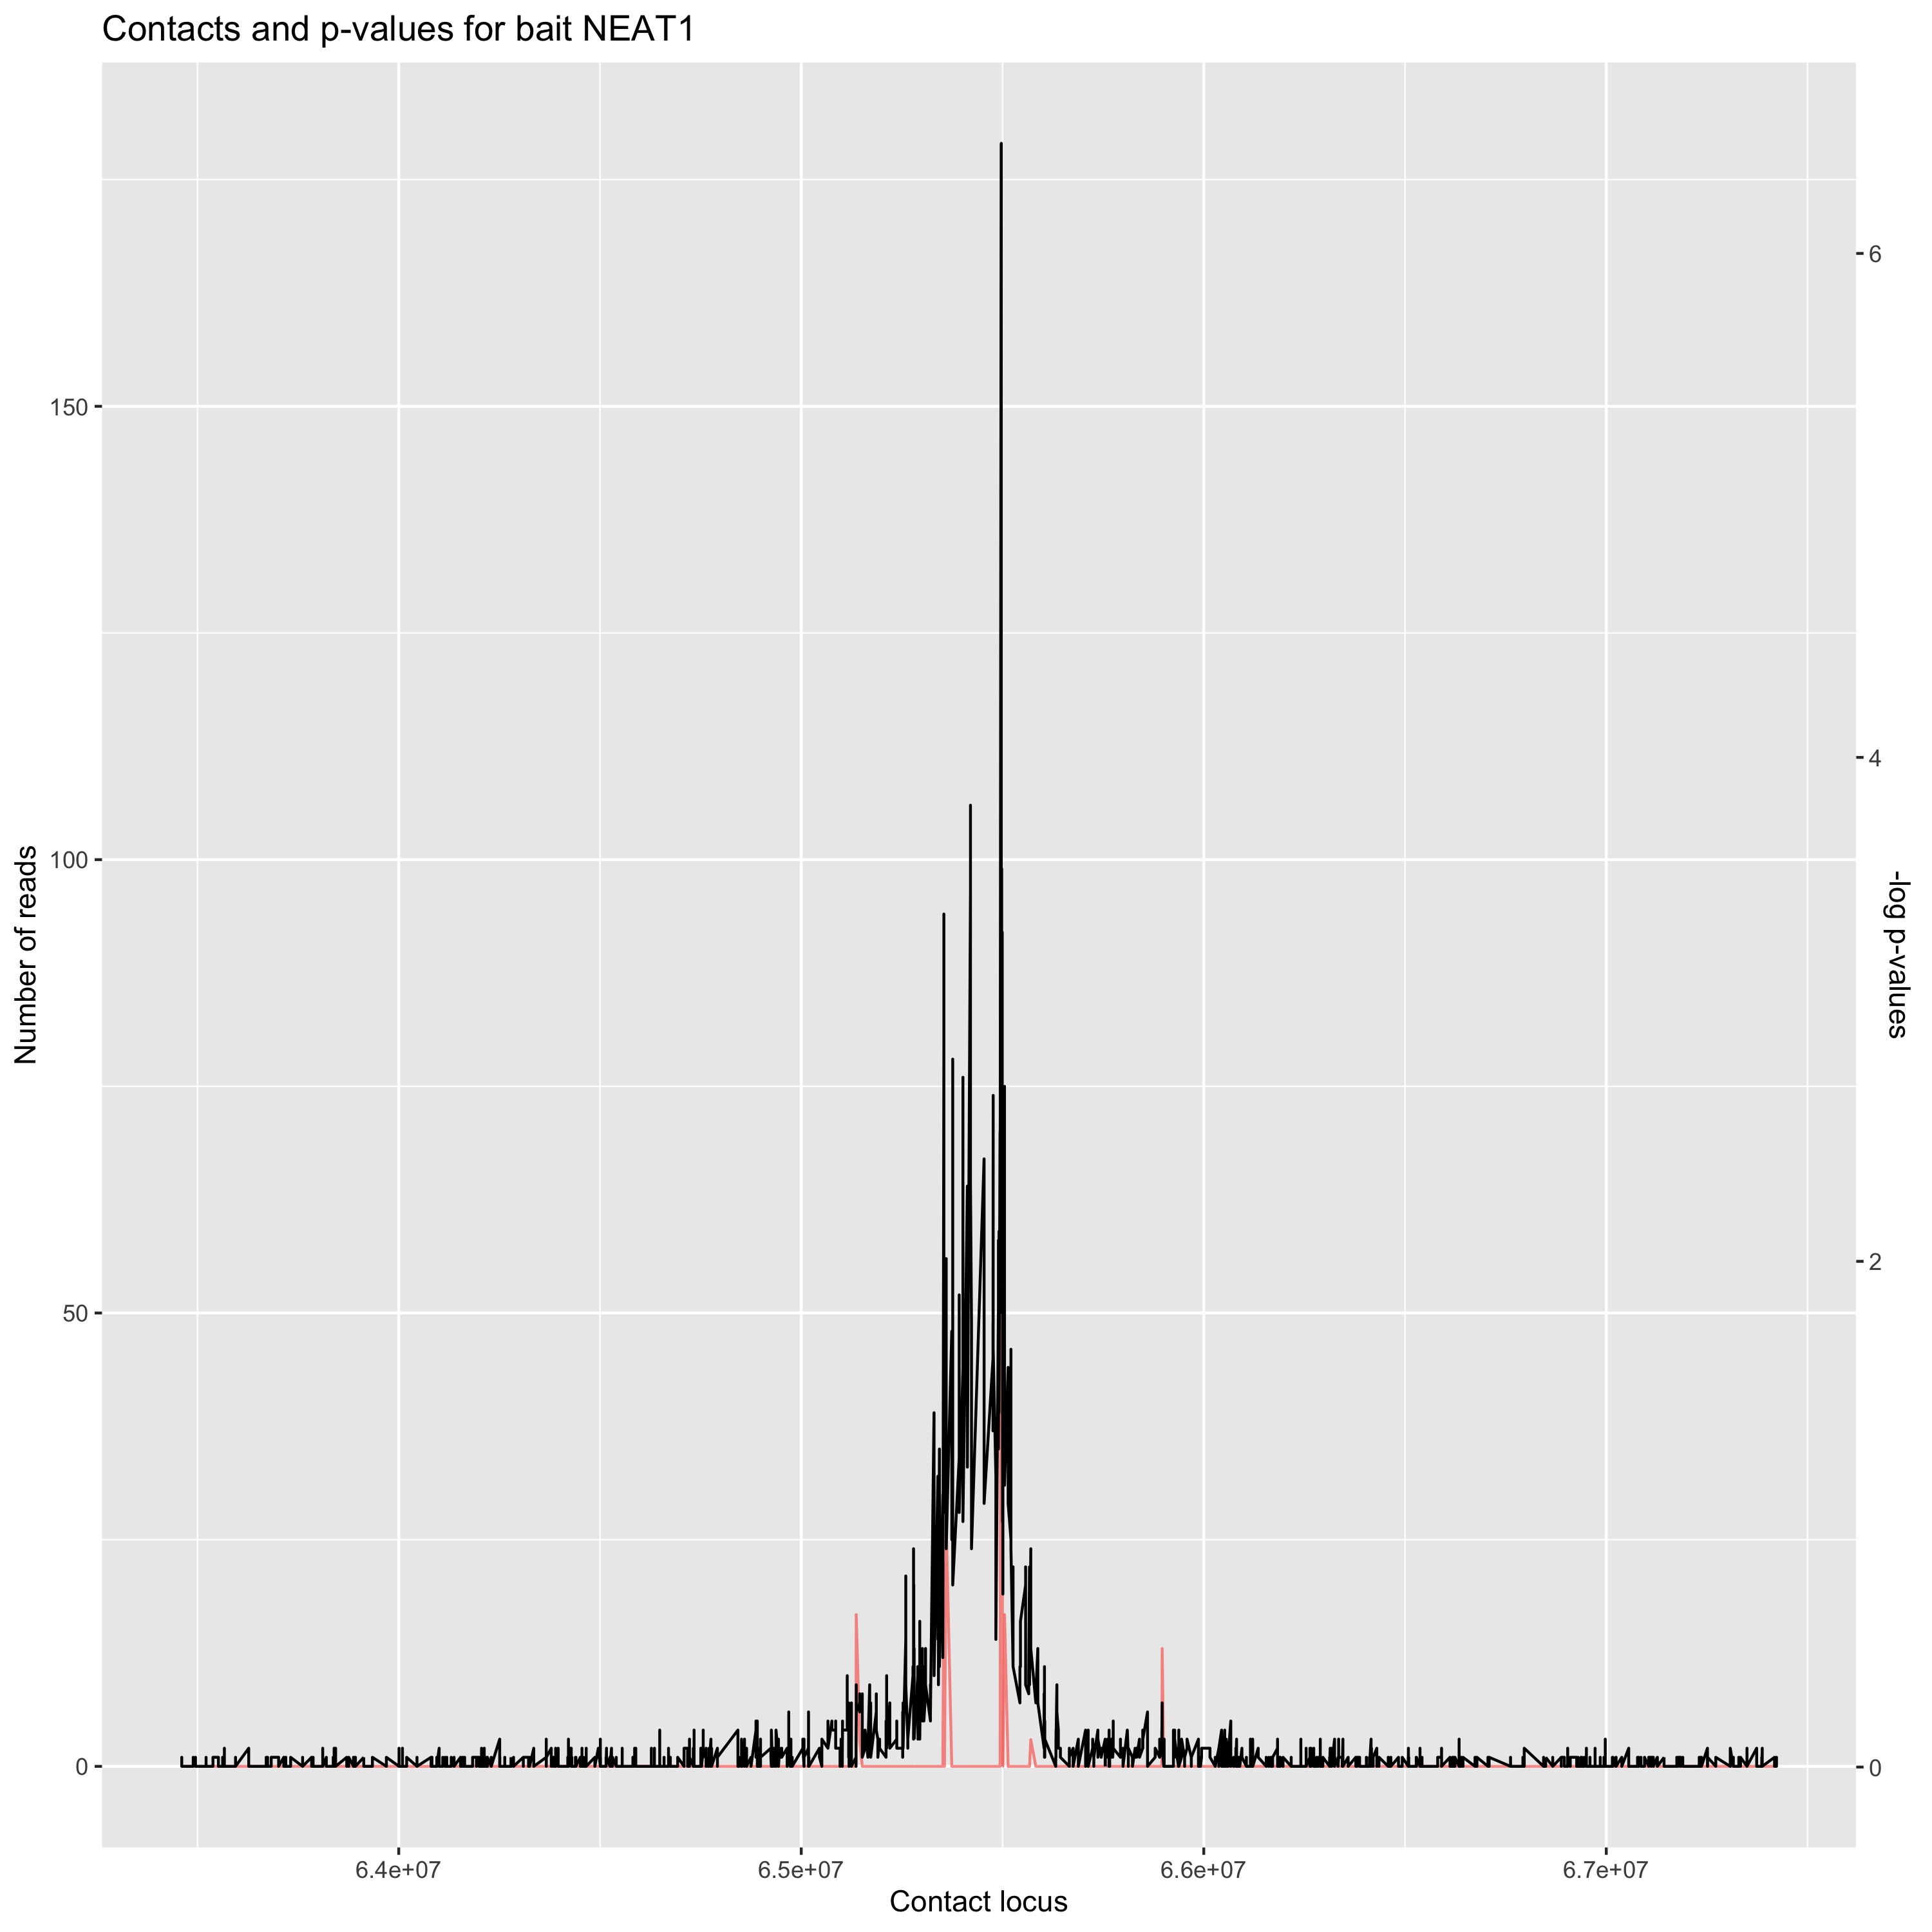 Contacts and p-values for bait NEAT1
150
100
50
0
Number of reads
6
4
2
0
-log p-values
6.4e+07
6.5e+07
6.6e+07
6.7e+07
Contact locus